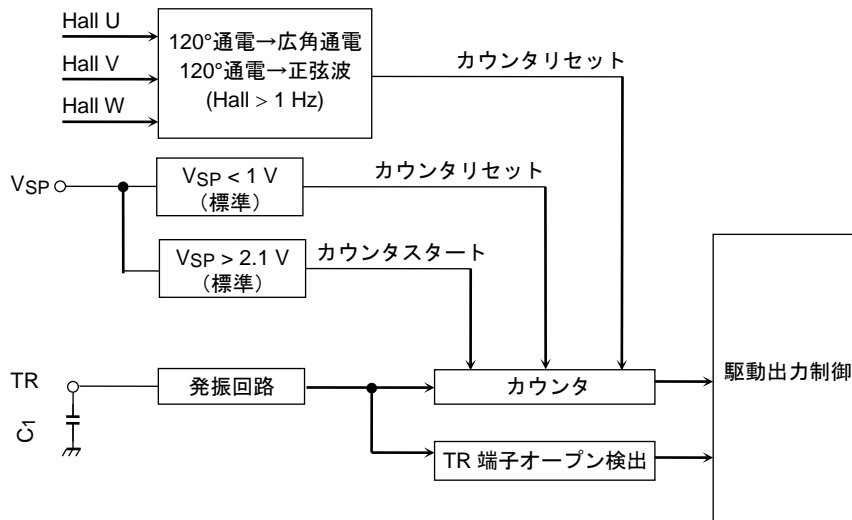 Hall U
Hall V
Hall W
120°通電→広角通電
120°通電→正弦波
(Hall > 1 Hz)
カウンタリセット
VSP
VSP < 1 V
（標準）
カウンタリセット
VSP > 2.1 V
（標準）
カウンタスタート
TR
C1
発振回路
カウンタ
TR 端子オープン検出
駆動出力制御